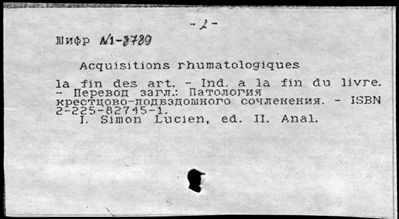 - 2 -
Шифр N1-8789
Acquisitions rhumatologiques
la fin des art. - Ind. a la fin du livre.
- Перевод загл.: Патология
крестцово-подвздошного сочленения. - ISBN
2-225-82745-1.
I. Simon Lucien, ed. II. Anal.